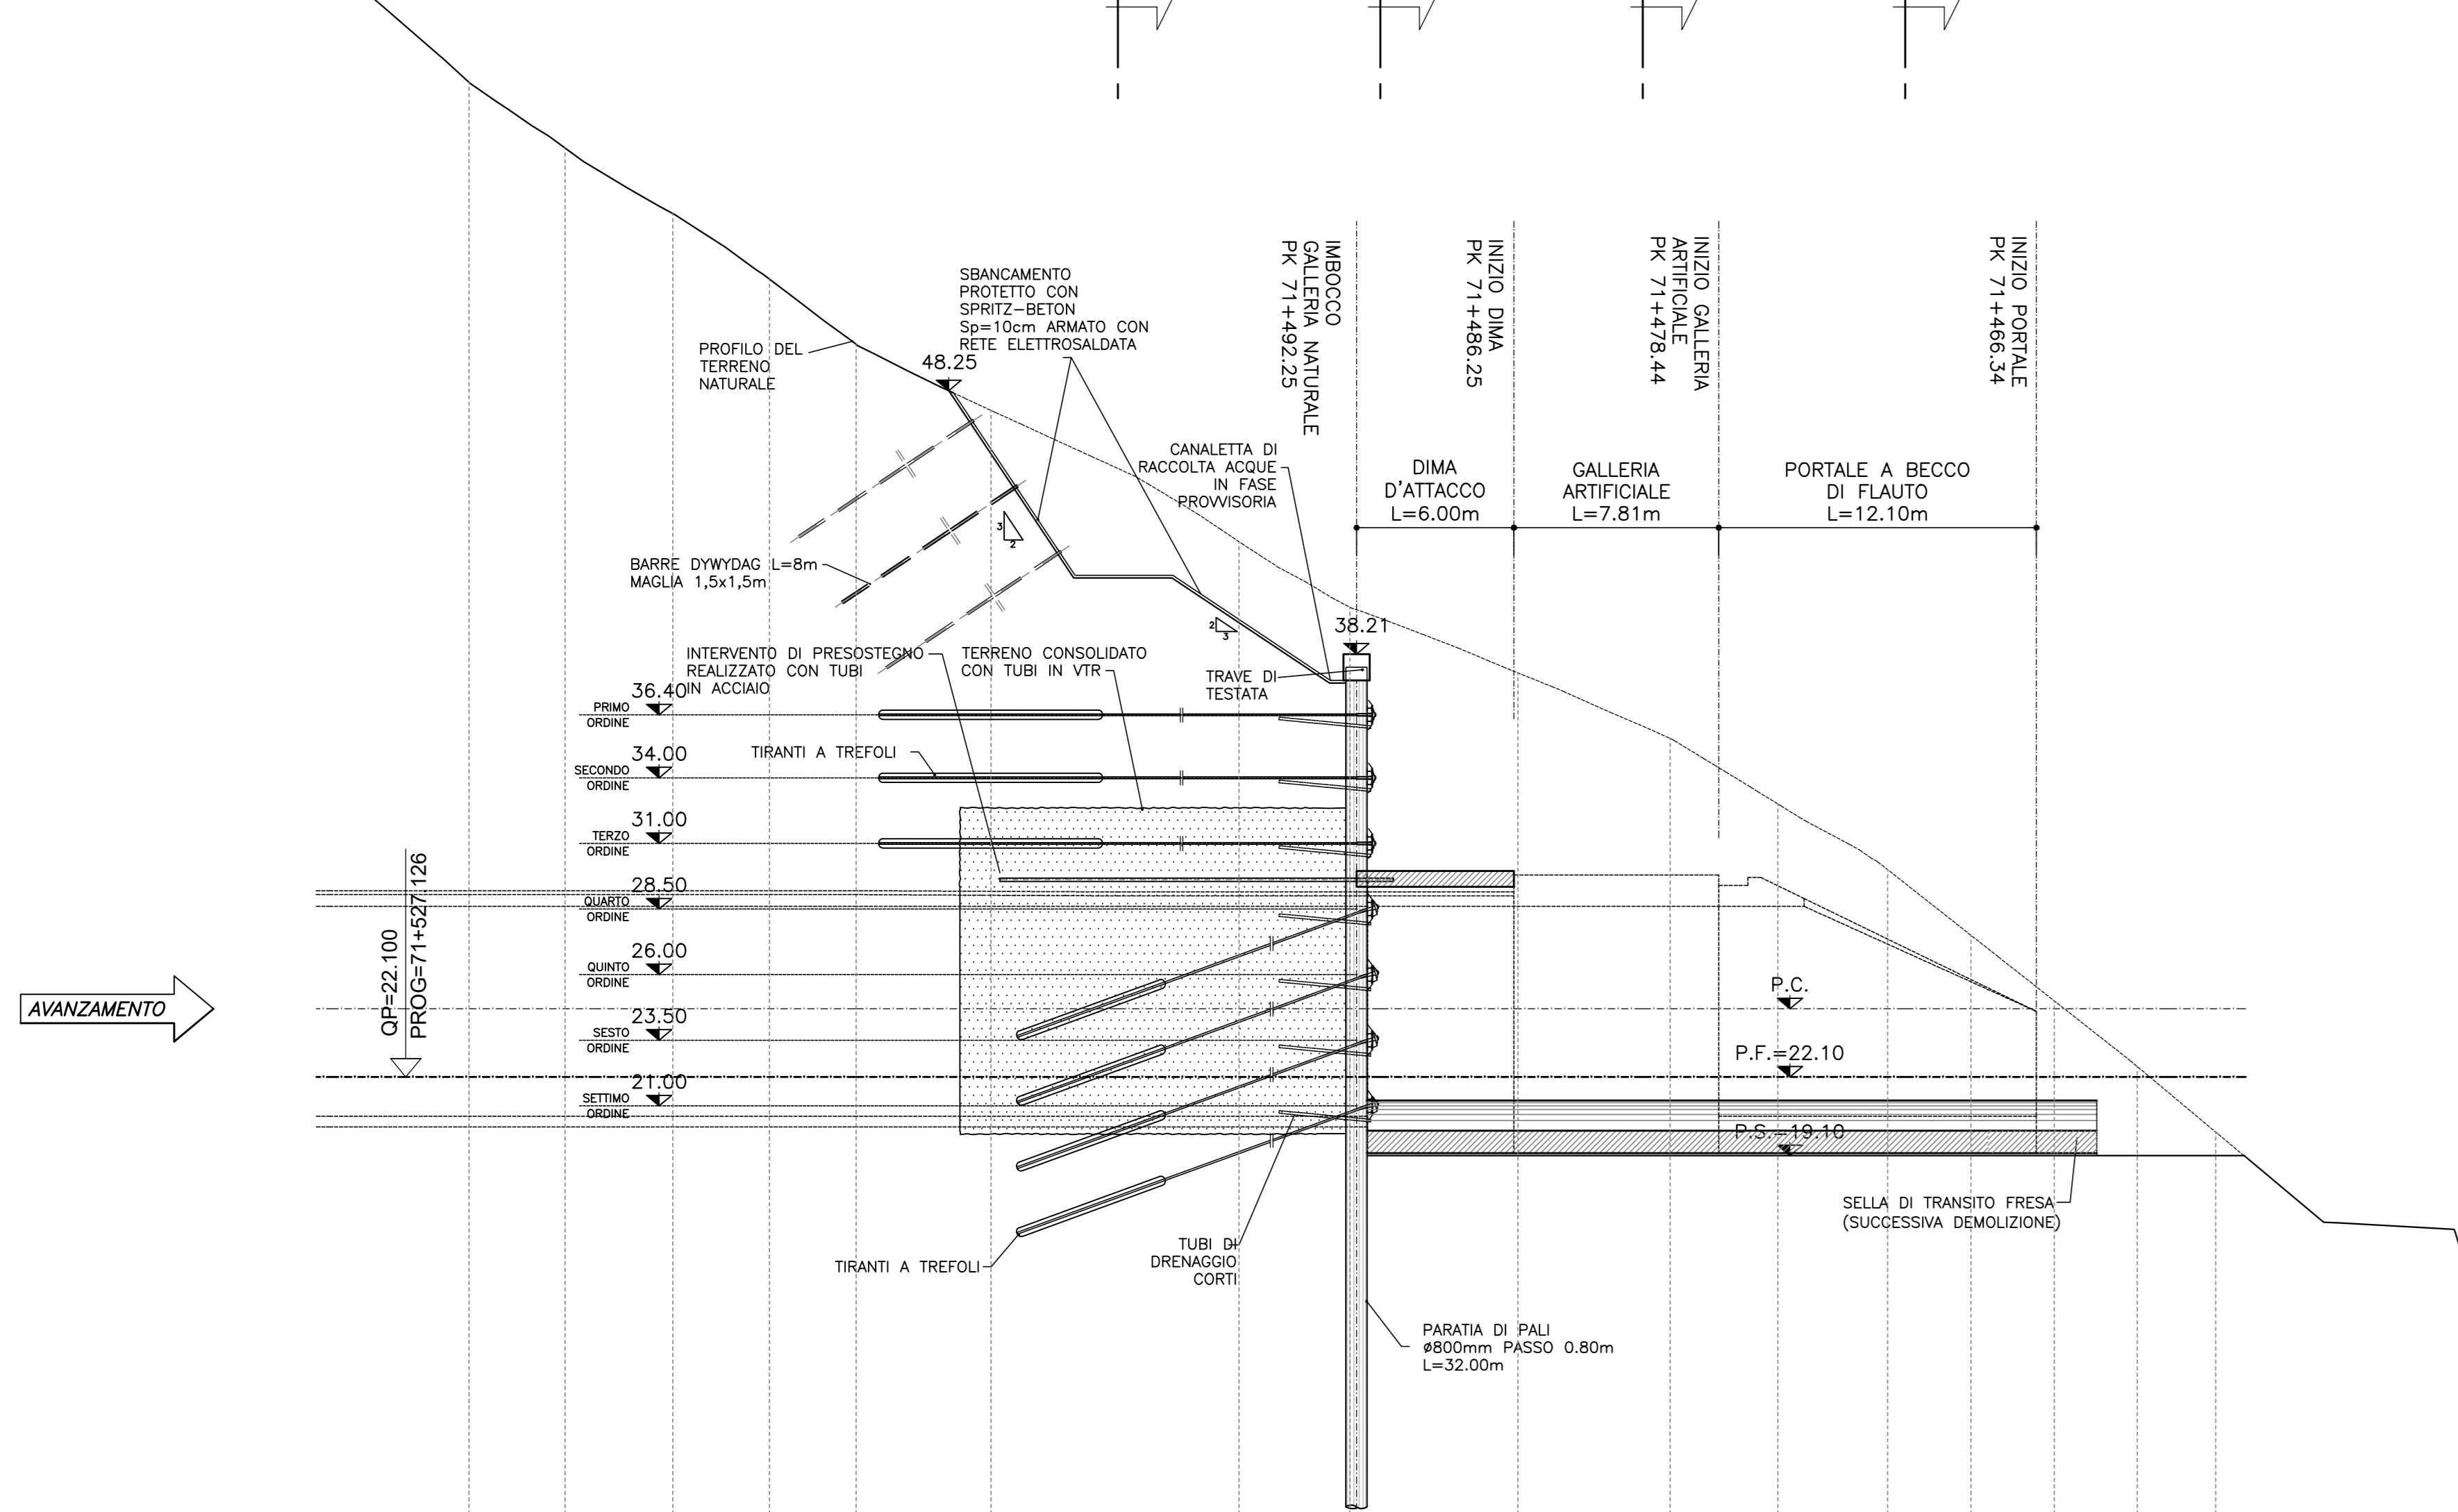 SBANCAMENTO
PROTETTO CON
SPRITZ-BETON
Sp=10cm ARMATO CON
RETE ELETTROSALDATA
PROFILO DEL
TERRENO
NATURALE
48.25
IMBOCCO
GALLERIA NATURALE
PK 71+492.25
INIZIO DIMA
PK 71+486.25
INIZIO GALLERIA
ARTIFICIALE
PK 71+478.44
INIZIO PORTALE
PK 71+466.34
CANALETTA DI
RACCOLTA ACQUE
IN FASE
PROVVISORIA
DIMA
D'ATTACCO
L=6.00m
GALLERIA
ARTIFICIALE
L=7.81m
PORTALE A BECCO
DI FLAUTO
L=12.10m
3
2
BARRE DYWYDAG L=8m
MAGLIA 1,5x1,5m
2
3
38.21
INTERVENTO DI PRESOSTEGNO
REALIZZATO CON TUBI
IN ACCIAIO
TERRENO CONSOLIDATO
CON TUBI IN VTR
TRAVE DI
TESTATA
36.40
PRIMO
ORDINE
34.00
SECONDO
ORDINE
TIRANTI A TREFOLI
31.00
TERZO
ORDINE
28.50
QUARTO
ORDINE
26.00
QUINTO
ORDINE
23.50
SESTO
ORDINE
21.00
SETTIMO
ORDINE
QP=22.100
PROG=71+527.126
AVANZAMENTO
P.C.
P.F.=22.10
P.S.=19.10
SELLA DI TRANSITO FRESA
(SUCCESSIVA DEMOLIZIONE)
TUBI DI
DRENAGGIO
CORTI
TIRANTI A TREFOLI
PARATIA DI PALI
ø800mm PASSO 0.80m
L=32.00m